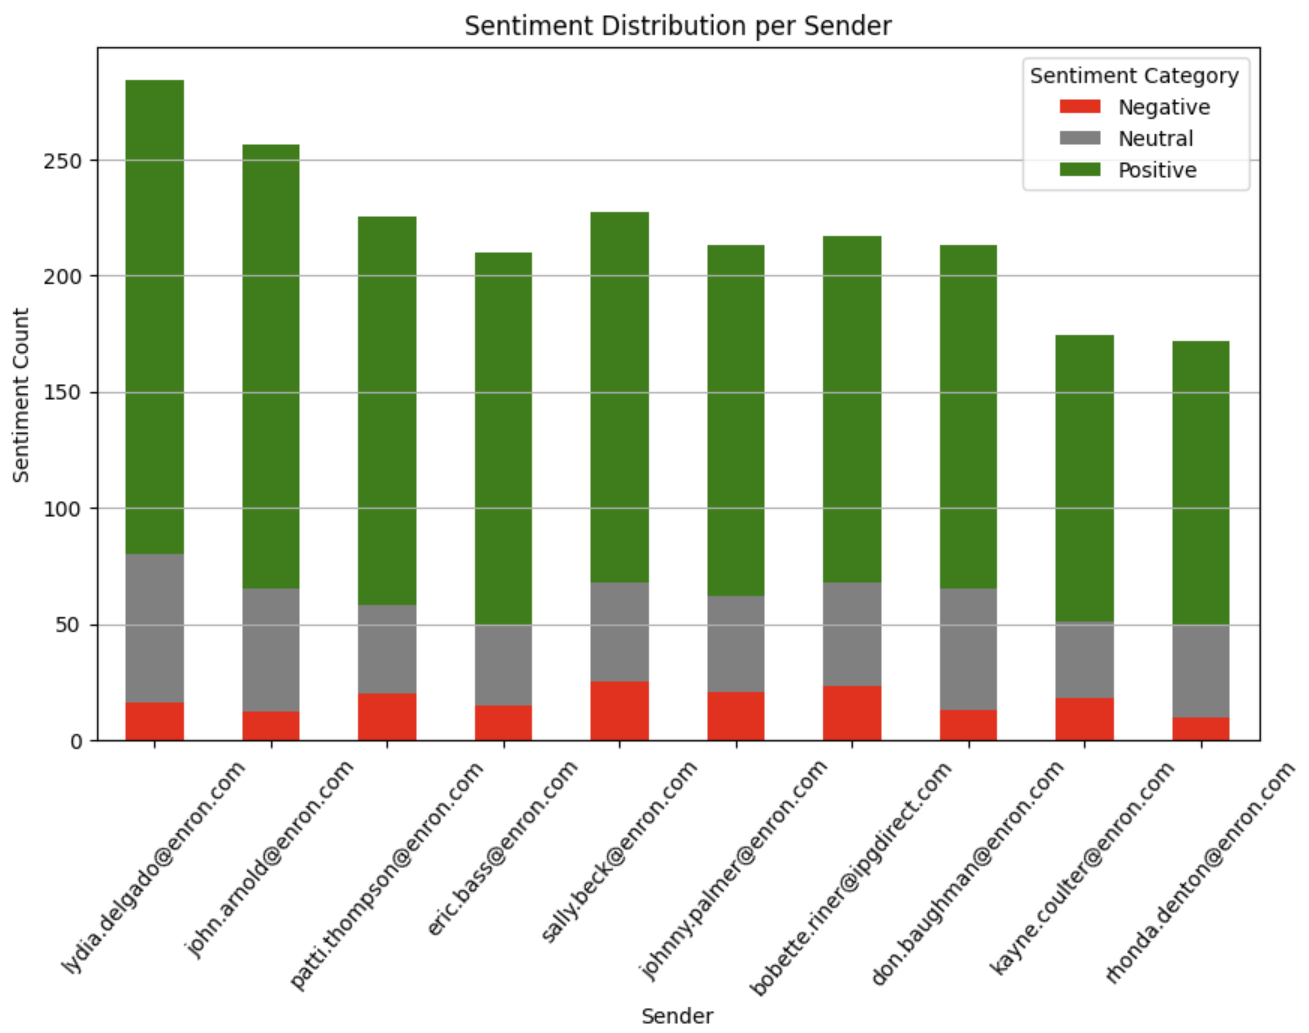 Sentiment Distribution per Sender
Sentiment Category
Negative
Neutral
Positive
Sentiment Count
250
200
150
100
50
0
lydia.delgado@enron.com
john.arnold@enron.com
patti.thompson@enron.com
eric.bass@enron.com
sally.beck@enron.com
johnny.palmer@enron.com
bobette.riner@ipgdirect.com
don.baughman@enron.com
kayne.coulter@enron.com
rhonda.denton@enron.com
Sender